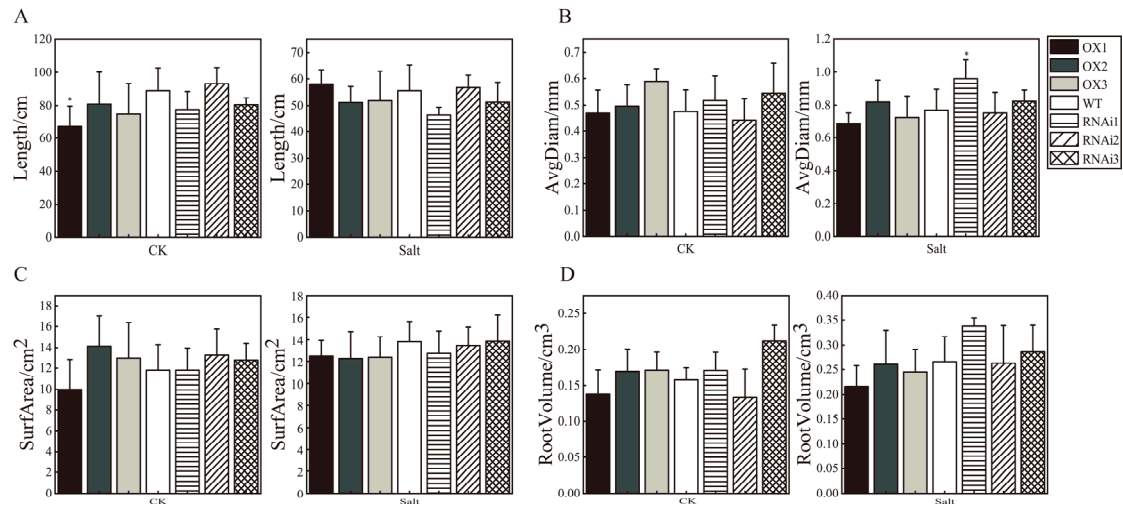 A
B
Length/cm
120
100
80
60
40
20
0
*
CK
Length/cm
70
60
50
40
30
20
10
0
Salt
AvgDiam/mm
0.7
0.6
0.5
0.4
0.3
0.2
0.1
0.0
CK
AvgDiam/mm
1.2
1.0
0.8
0.6
0.4
0.2
0.0
*
Salt
OX1
OX2
OX3
WT
RNAi1
RNAi2
RNAi3
C
D
SurfArea/cm2
18
16
14
12
10
8
6
4
2
0
CK
SurfArea/cm2
18
16
14
12
10
8
6
4
2
0
Salt
RootVolume/cm3
0.25
0.20
0.15
0.10
0.05
0.00
CK
RootVolume/cm3
0.40
0.35
0.30
0.25
0.20
0.15
0.10
0.05
0.00
Salt